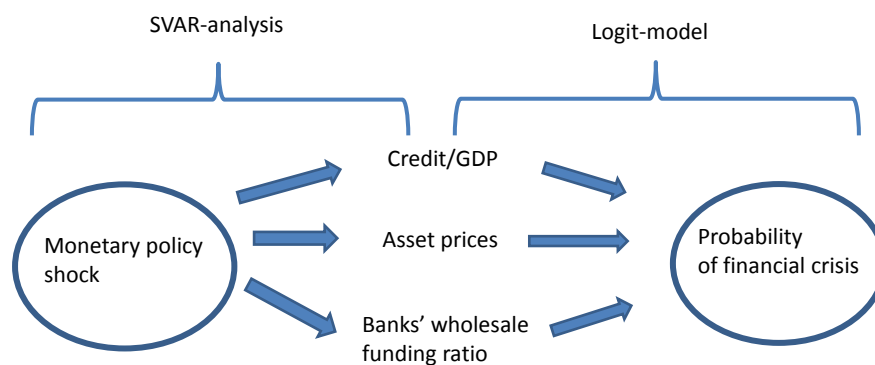 SVAR-analysis
Logit-model
Credit/GDP
Monetary policy
shock
Asset prices
Probability
of financial crisis
Banks' wholesale
funding ratio